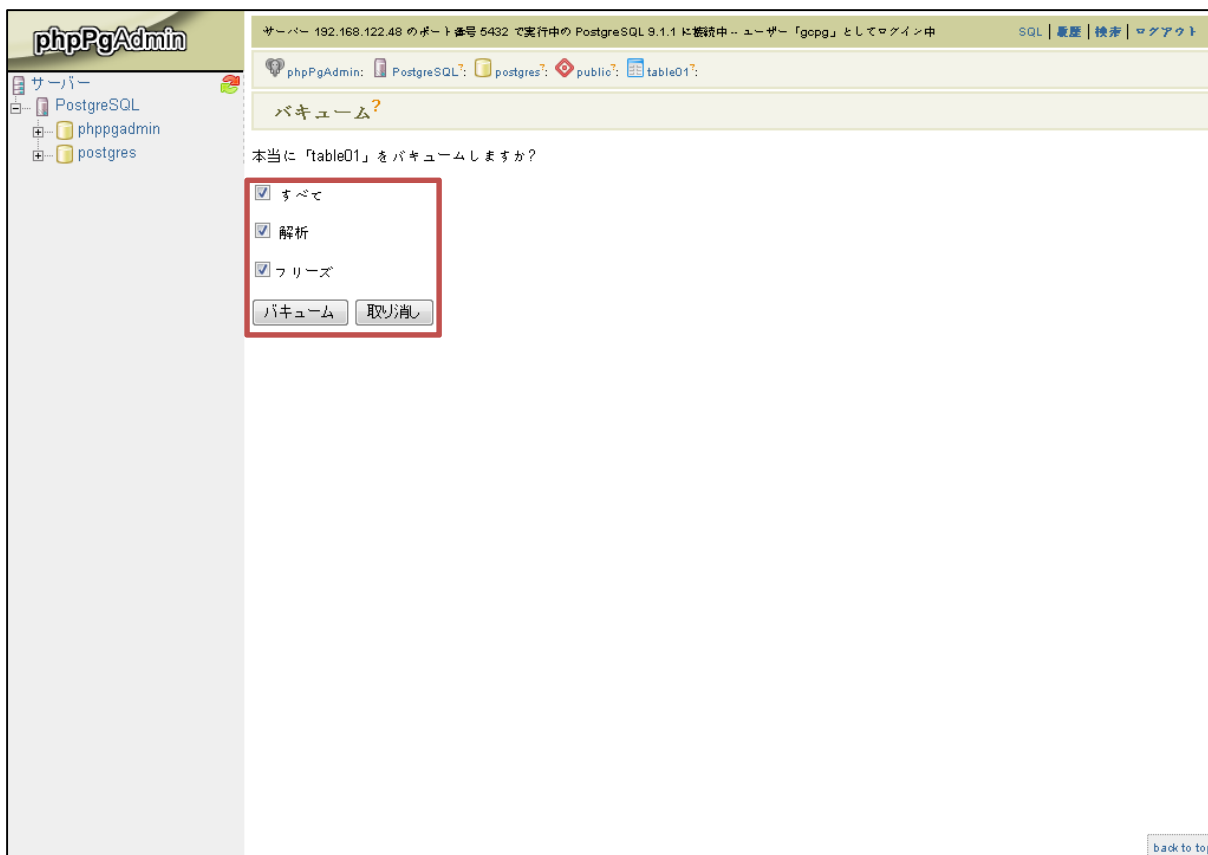 phpPgAdmin
サーバー 192.168.122.48 のポート番号 5432 で実行中の PostgreSQL 9.1.1 に接続中 -- ユーザー「gopg」としてログイン中
SQL | 履歴 | 検索 | ログアウト
phpPgAdmin: PostgreSQL?: postgres?: public?: table01?:
サーバー
PostgreSQL
phppgadmin
postgres
バキューム?
本当に「table01」をバキュームしますか?
すべて
解析
フリーズ
バキューム 取り消し
back to top